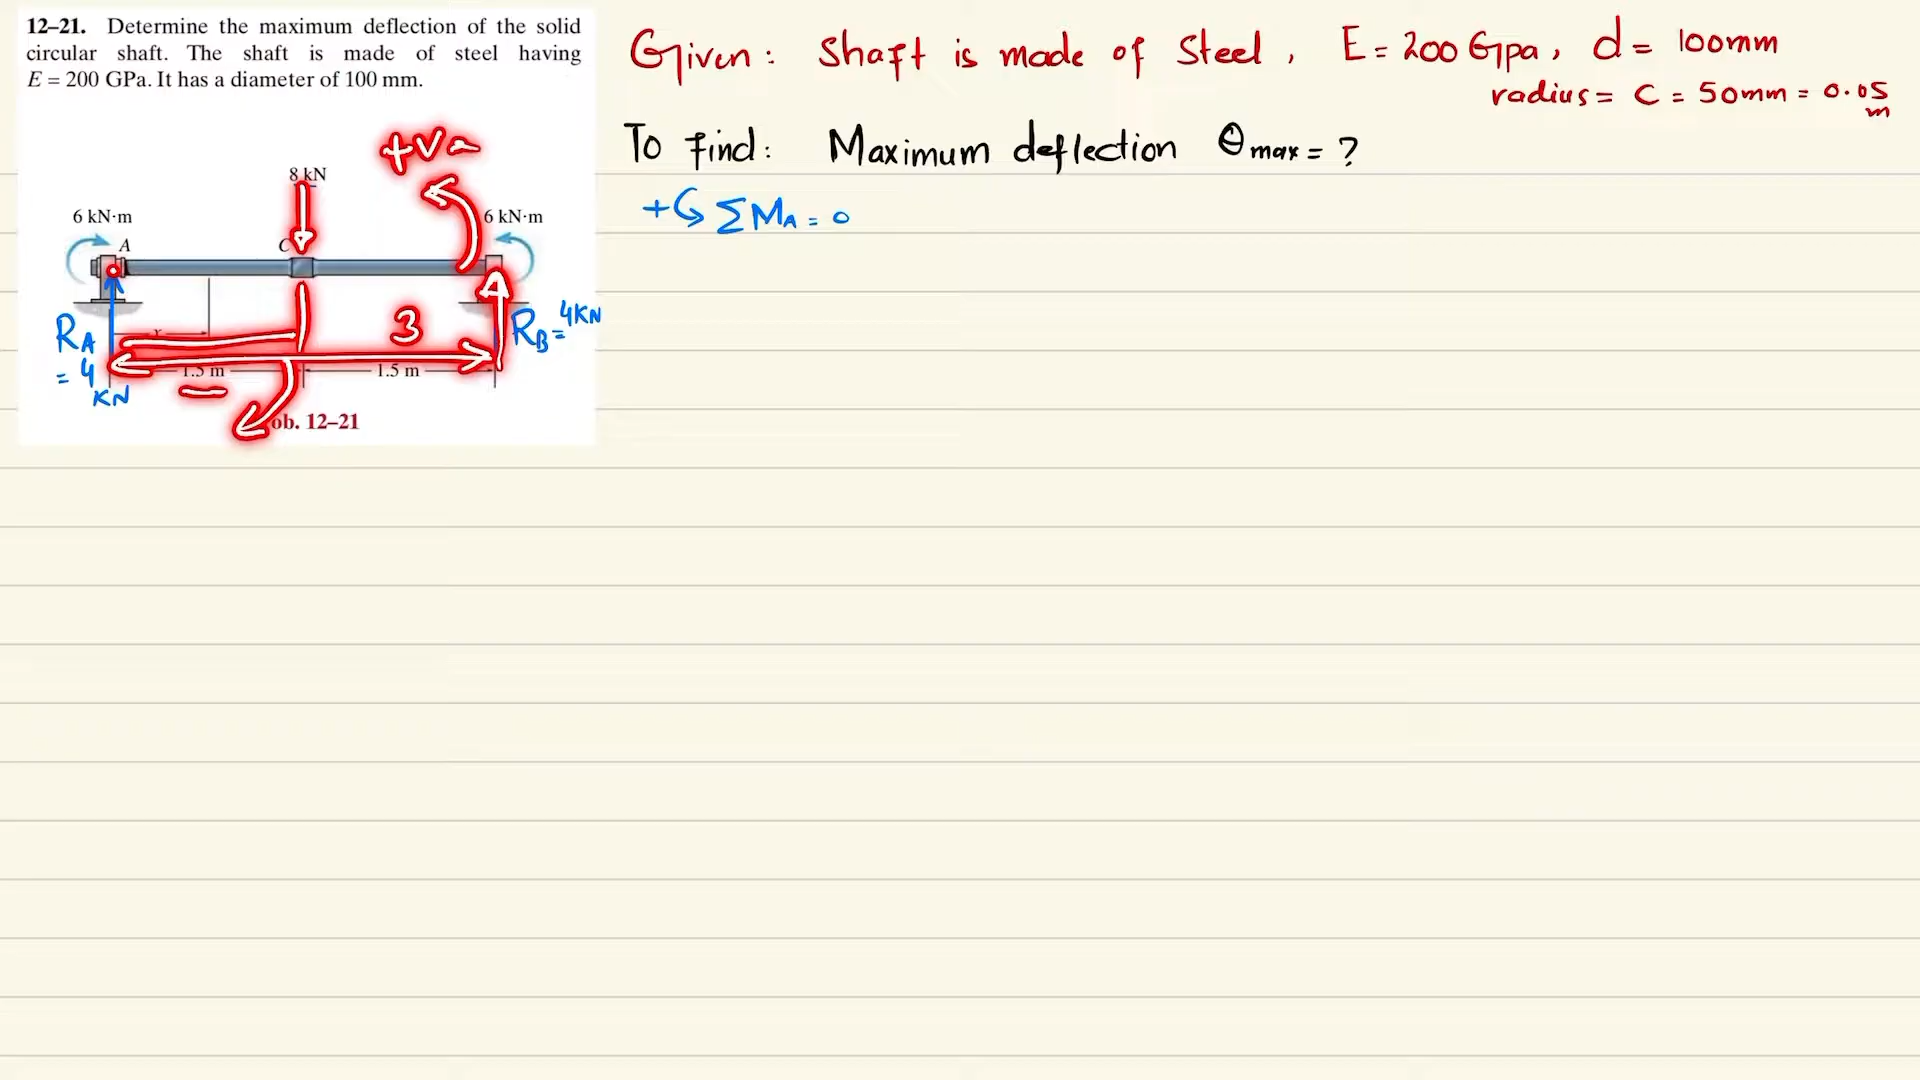 12–21. Determine the maximum deflection of the solid
circular shaft. The shaft is made of steel having
E = 200 GPa. It has a diameter of 100 mm.
Given: Shaft is made of Steel, E = 200 Gpa, d = 100mm
radius = C = 50mm = 0.05
m
To find: Maximum deflection θmax = ?
+ ΣMA = 0
+ve
8 kN
6 kN·m
6 kN·m
A
C
3
RA
= 4
KN
RB = 4KN
x
1.5 m
1.5 m
ob. 12–21